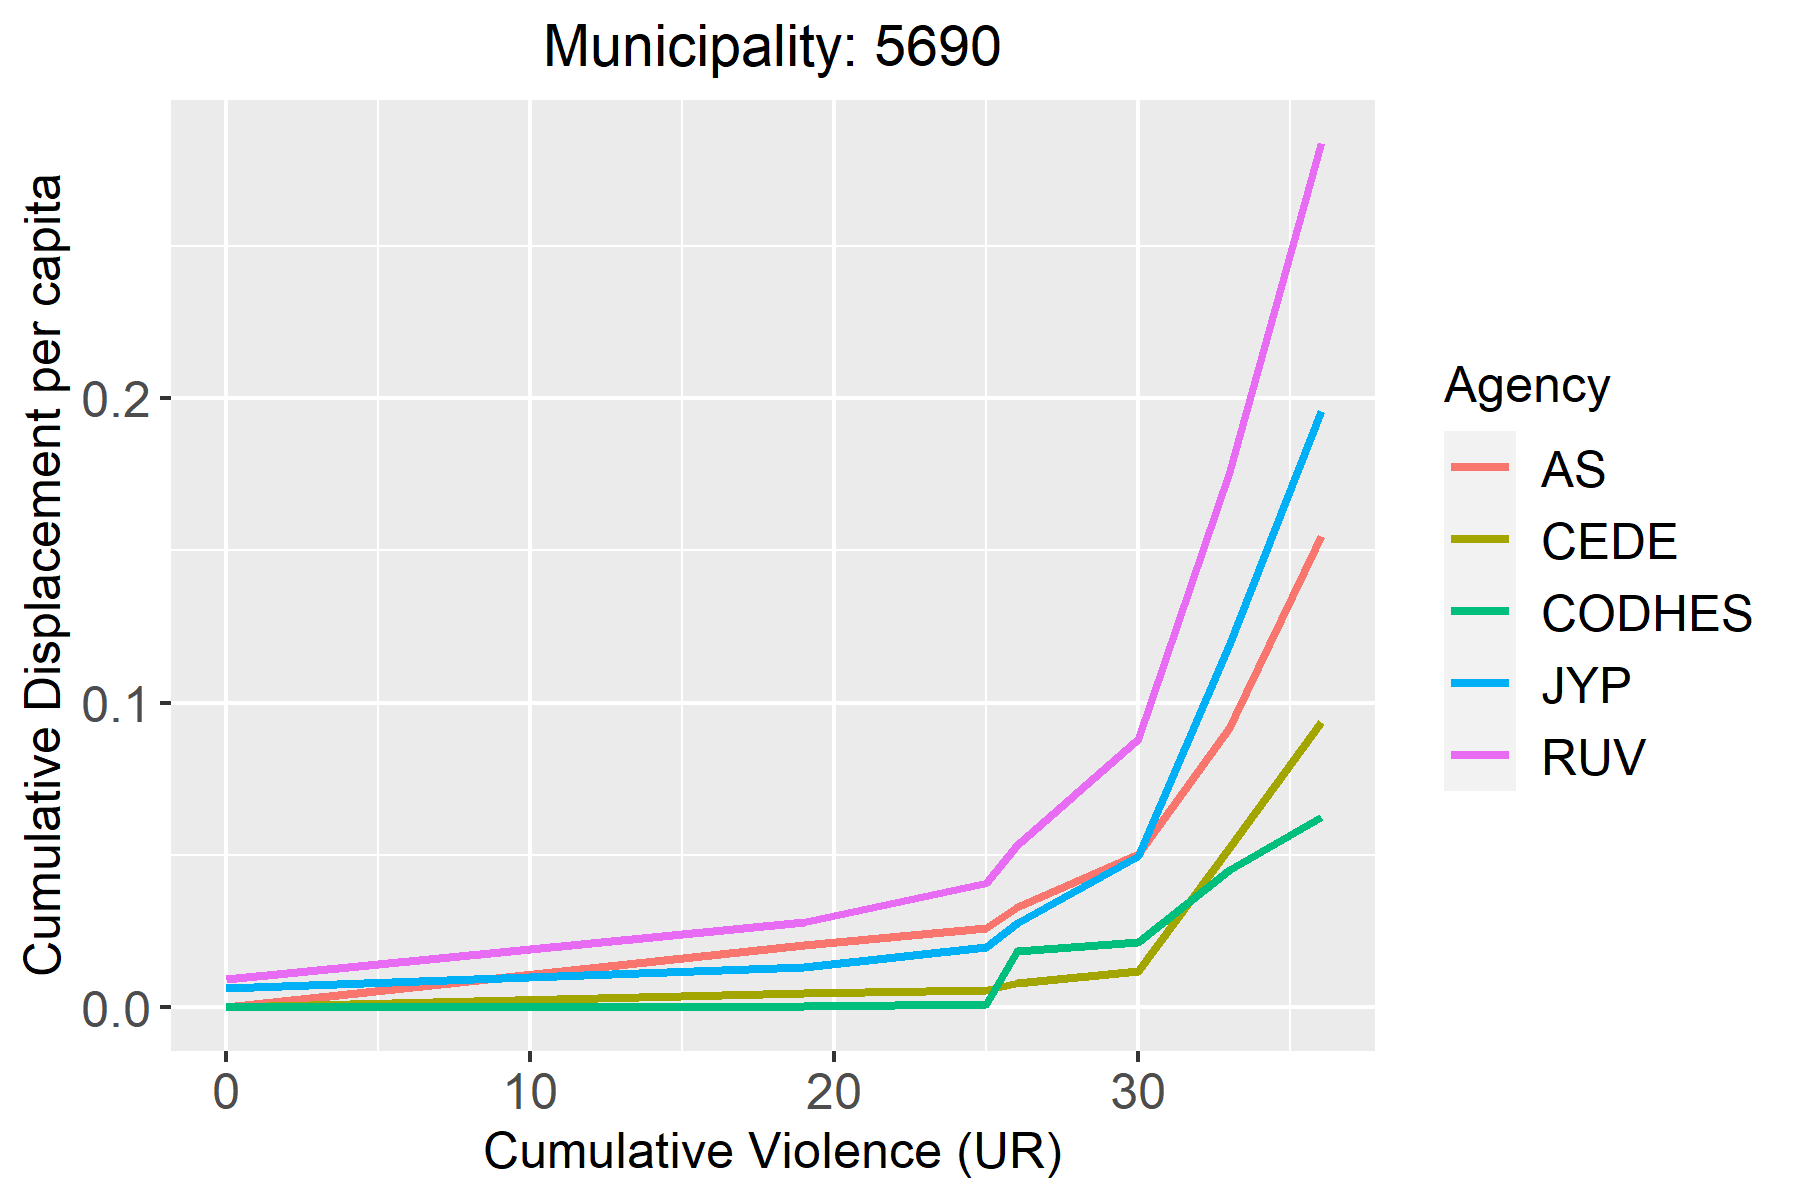 Municipality: 5690
Cumulative Displacement per capita
0.2
0.1
0.0
0 10 20 30
Cumulative Violence (UR)
Agency
AS
CEDE
CODHES
JYP
RUV